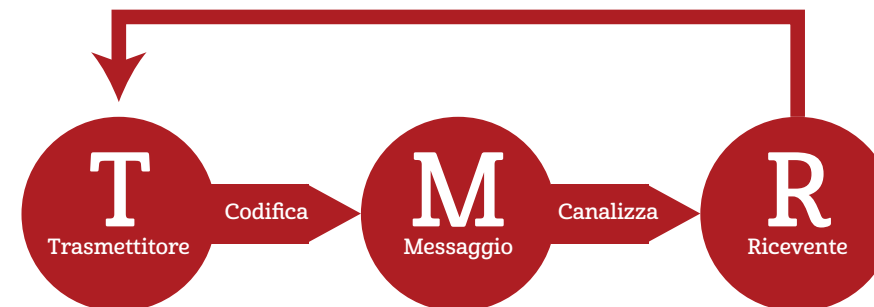 T
Trasmettitore
Codifica
M
Messaggio
Canalizza
R
Ricevente